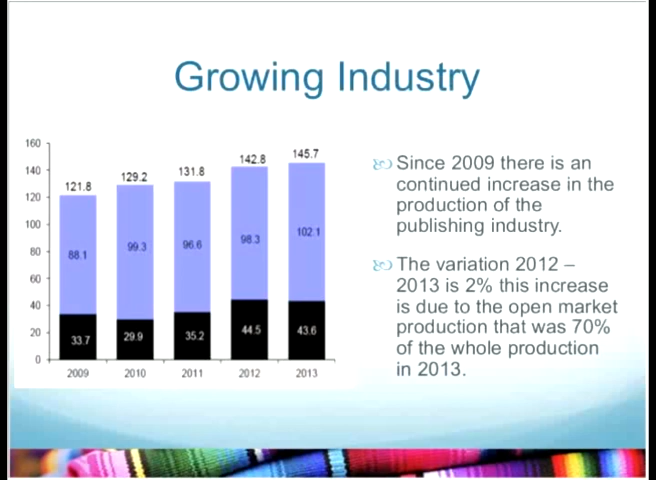 Growing Industry
160
140
120
100
80
60
40
20
0
121.8
129.2
131.8
142.8
145.7
88.1
99.3
96.6
98.3
102.1
33.7
29.9
35.2
44.5
43.6
2009
2010
2011
2012
2013
Since 2009 there is an
continued increase in the
production of the
publishing industry.
The variation 2012 –
2013 is 2% this increase
is due to the open market
production that was 70%
of the whole production
in 2013.